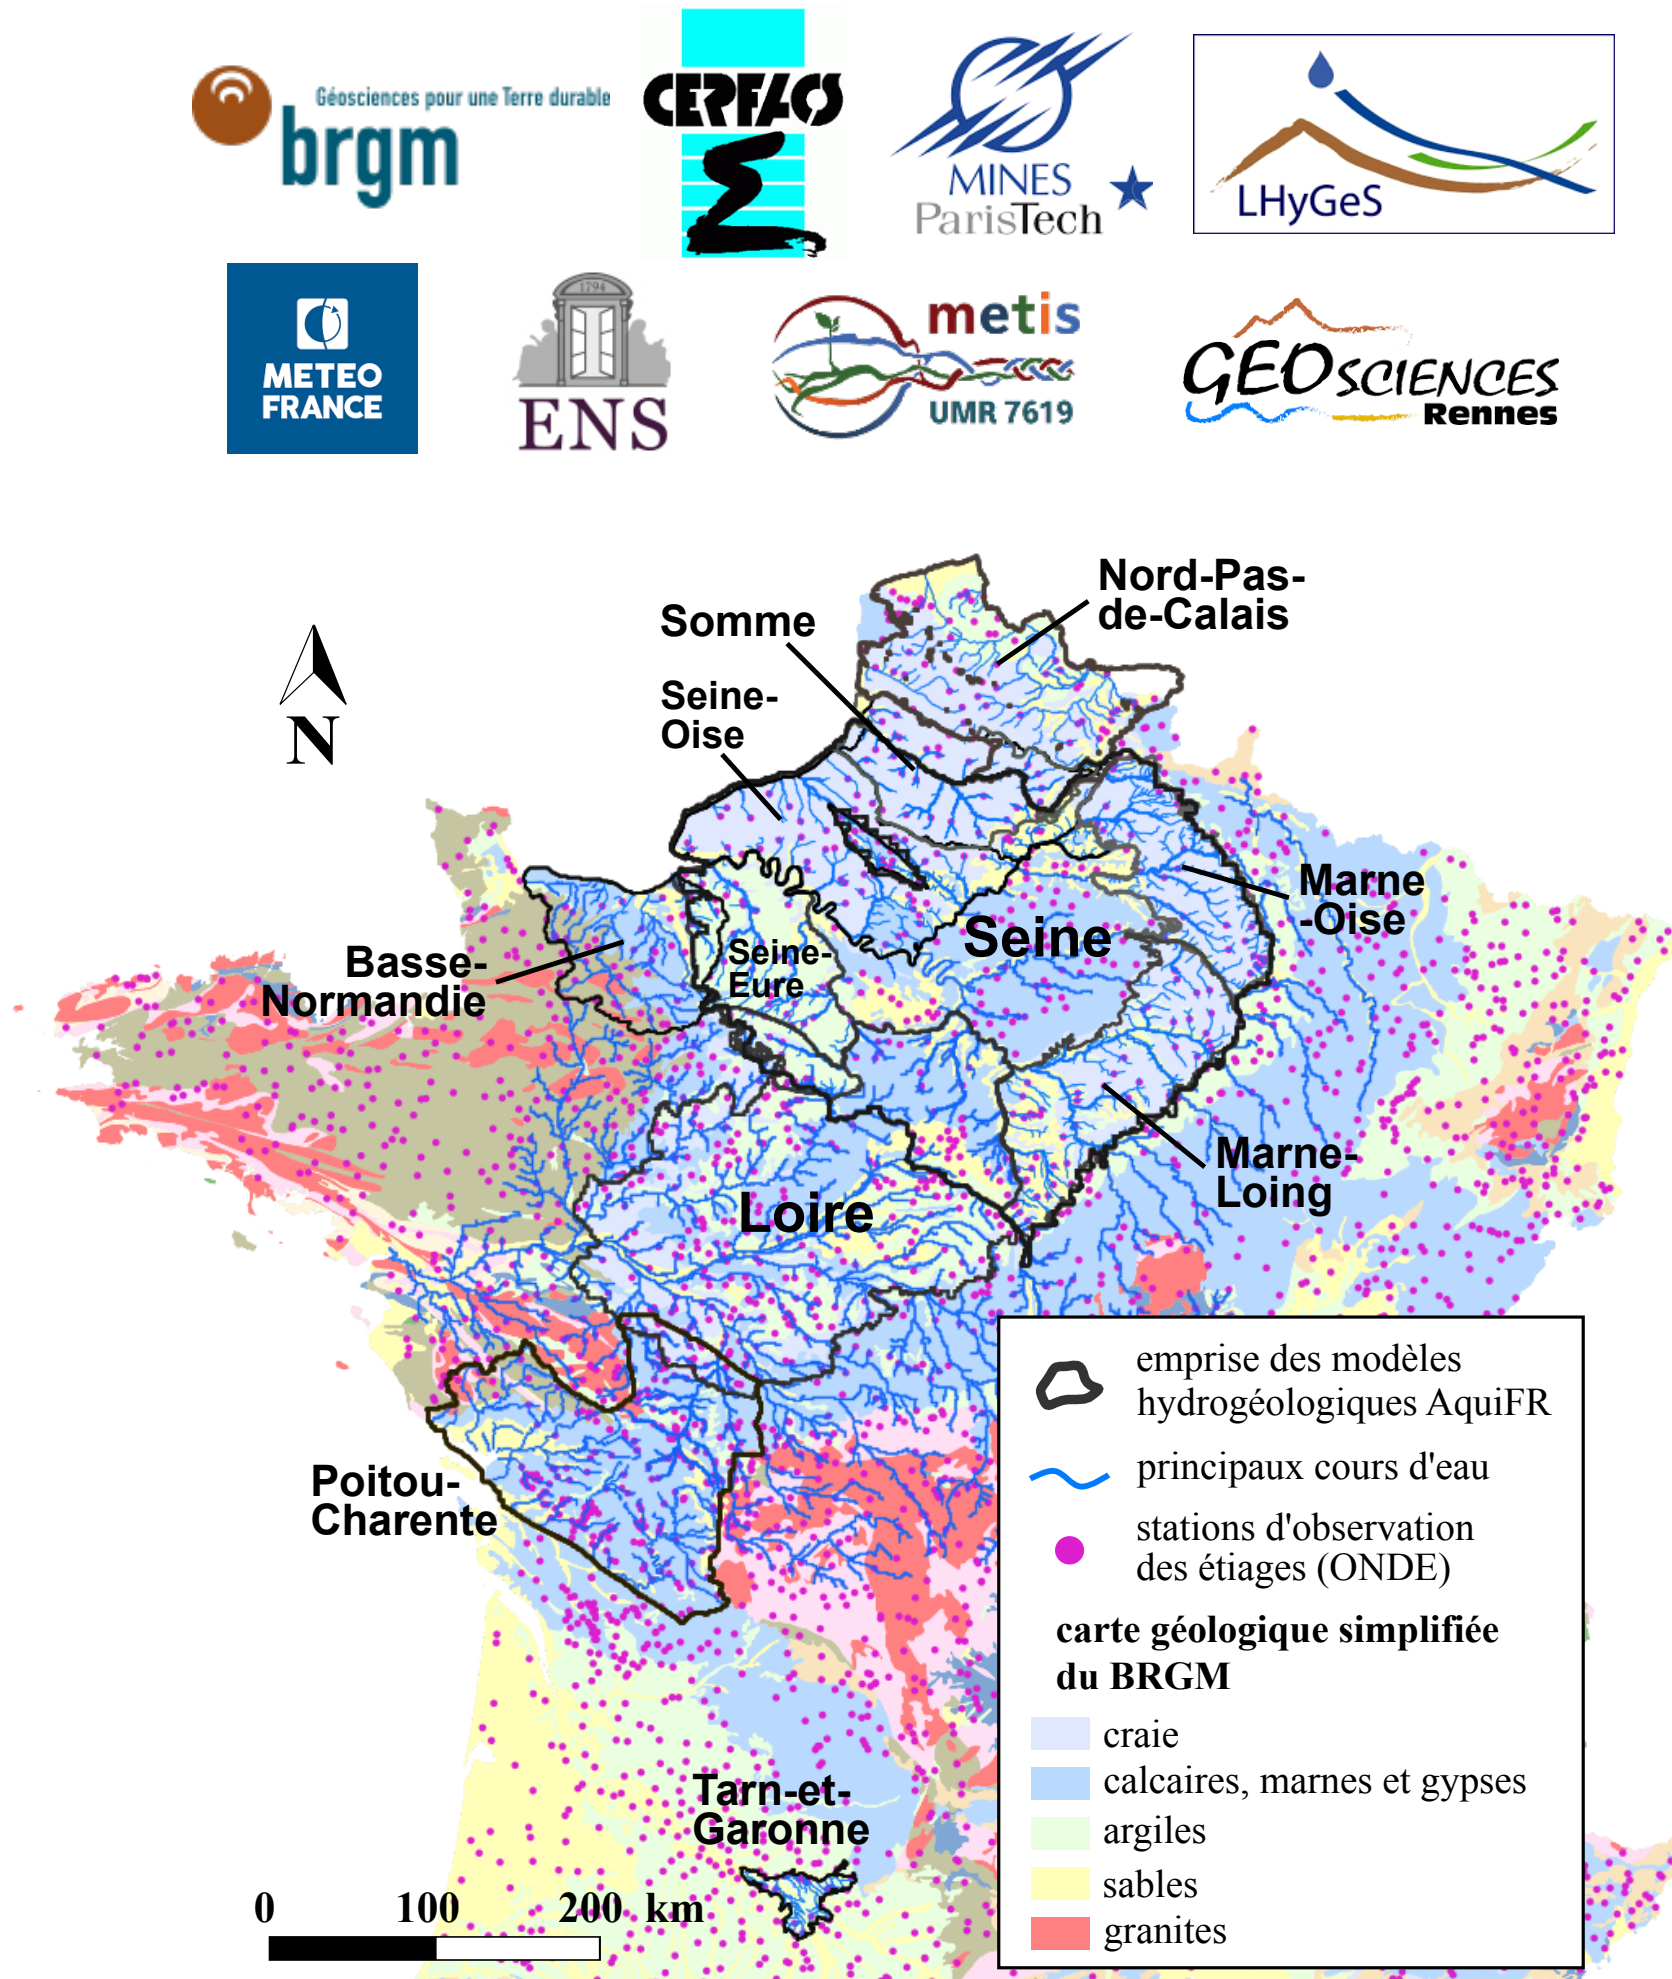 Géosciences pour une Terre durable
brgm
CERFACS
MINES
ParisTech
LHyGeS
METEO
FRANCE
1794
ENS
metis
UMR 7619
GEOSCIENCES
Rennes
Nord-Pas-
de-Calais
Somme
Seine-
Oise
N
Marne
-Oise
Seine
Seine-
Eure
Basse-
Normandie
Marne-
Loing
Loire
Poitou-
Charente
Tarn-et-
Garonne
0 100 200 km
emprise des modèles
hydrogéologiques AquiFR
principaux cours d'eau
stations d'observation
des étiages (ONDE)
carte géologique simplifiée
du BRGM
craie
calcaires, marnes et gypses
argiles
sables
granites